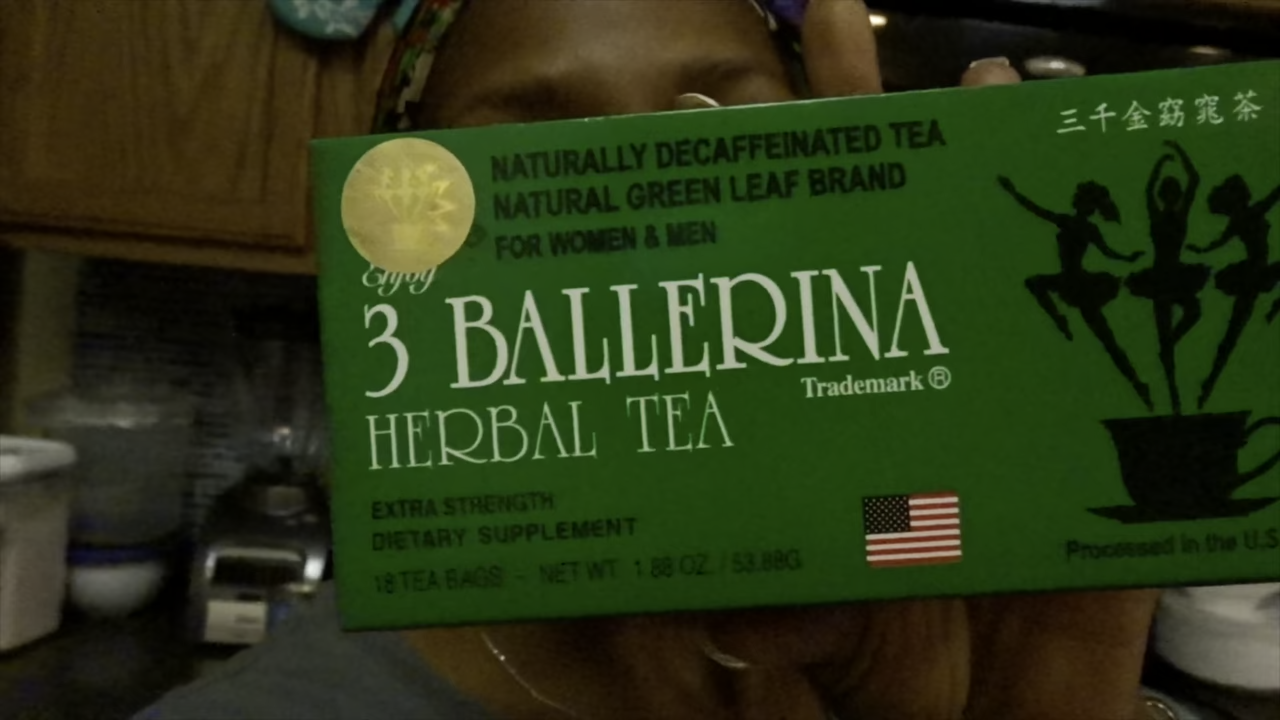 三千金窈窕茶
NATURALLY DECAFFEINATED TEA
NATURAL GREEN LEAF BRAND
FOR WOMEN & MEN
Enjoy
3 BALLERINA
Trademark ®
HERBAL TEA
EXTRA STRENGTH
DIETARY SUPPLEMENT
18 TEA BAGS - NET WT 1.88 OZ. / 53.88G
Processed in the U.S